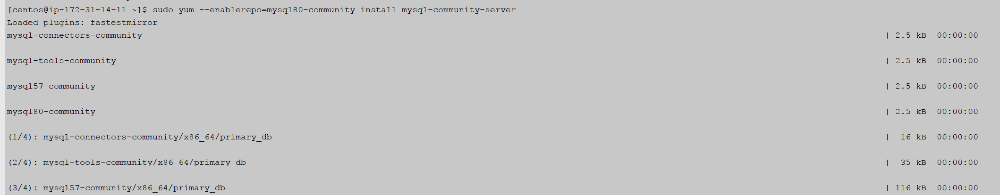 [centos@ip-172-31-14-11 ~]$ sudo yum --enablerepo=mysql80-community install mysql-community-server
Loaded plugins: fastestmirror
mysql-connectors-community | 2.5 kB 00:00:00
mysql-tools-community | 2.5 kB 00:00:00
mysql57-community | 2.5 kB 00:00:00
mysql80-community | 2.5 kB 00:00:00
(1/4): mysql-connectors-community/x86_64/primary_db | 16 kB 00:00:00
(2/4): mysql-tools-community/x86_64/primary_db | 35 kB 00:00:00
(3/4): mysql57-community/x86_64/primary_db | 116 kB 00:00:00